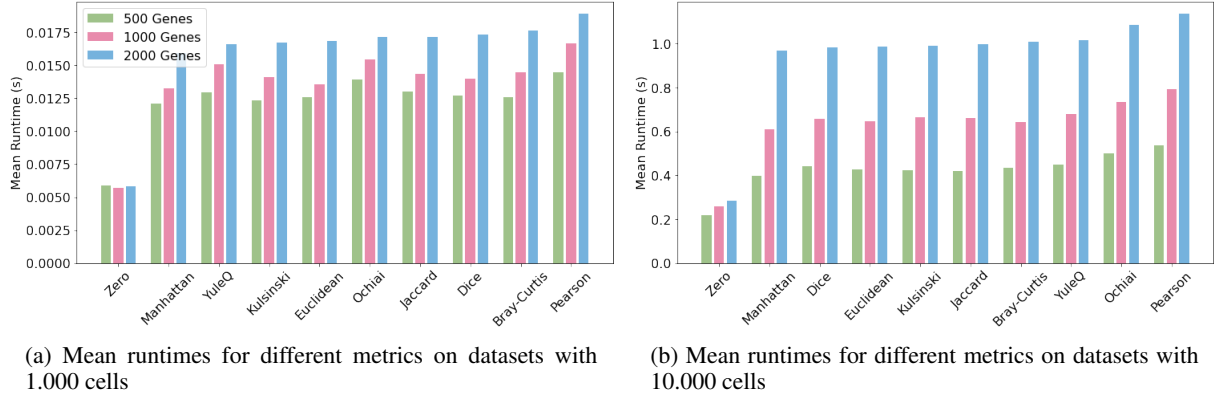 500 Genes
1000 Genes
2000 Genes
Mean Runtime (s)
0.0175
0.0150
0.0125
0.0100
0.0075
0.0050
0.0025
0.0000
Zero
Manhattan
YuleQ
Kulsinski
Euclidean
Ochiai
Jaccard
Dice
Bray-Curtis
Pearson
(a) Mean runtimes for different metrics on datasets with
1.000 cells
Mean Runtime (s)
1.0
0.8
0.6
0.4
0.2
0.0
Zero
Manhattan
Dice
Euclidean
Kulsinski
Jaccard
Bray-Curtis
YuleQ
Ochiai
Pearson
(b) Mean runtimes for different metrics on datasets with
10.000 cells